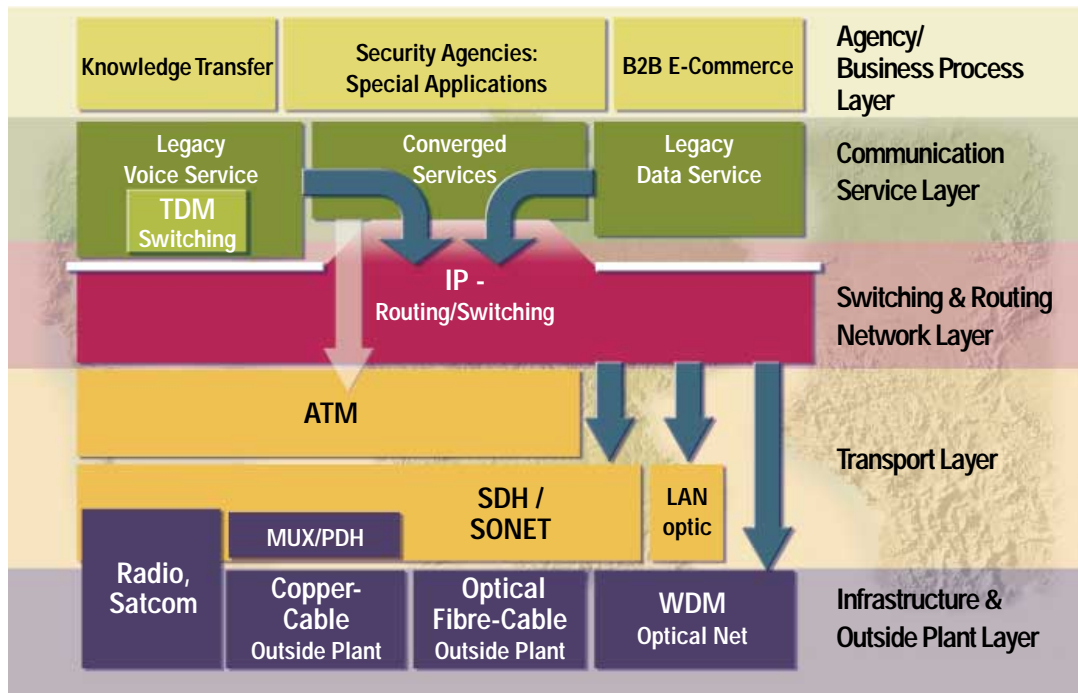 Knowledge Transfer
Security Agencies:
Special Applications
B2B E-Commerce
Agency/
Business Process
Layer
Legacy
Voice Service
TDM
Switching
Converged
Services
Legacy
Data Service
Communication
Service Layer
IP -
Routing/Switching
Switching & Routing
Network Layer
ATM
SDH /
SONET
LAN
optic
Transport Layer
MUX/PDH
Radio,
Satcom
Copper-
Cable
Outside Plant
Optical
Fibre-Cable
Outside Plant
WDM
Optical Net
Infrastructure &
Outside Plant Layer